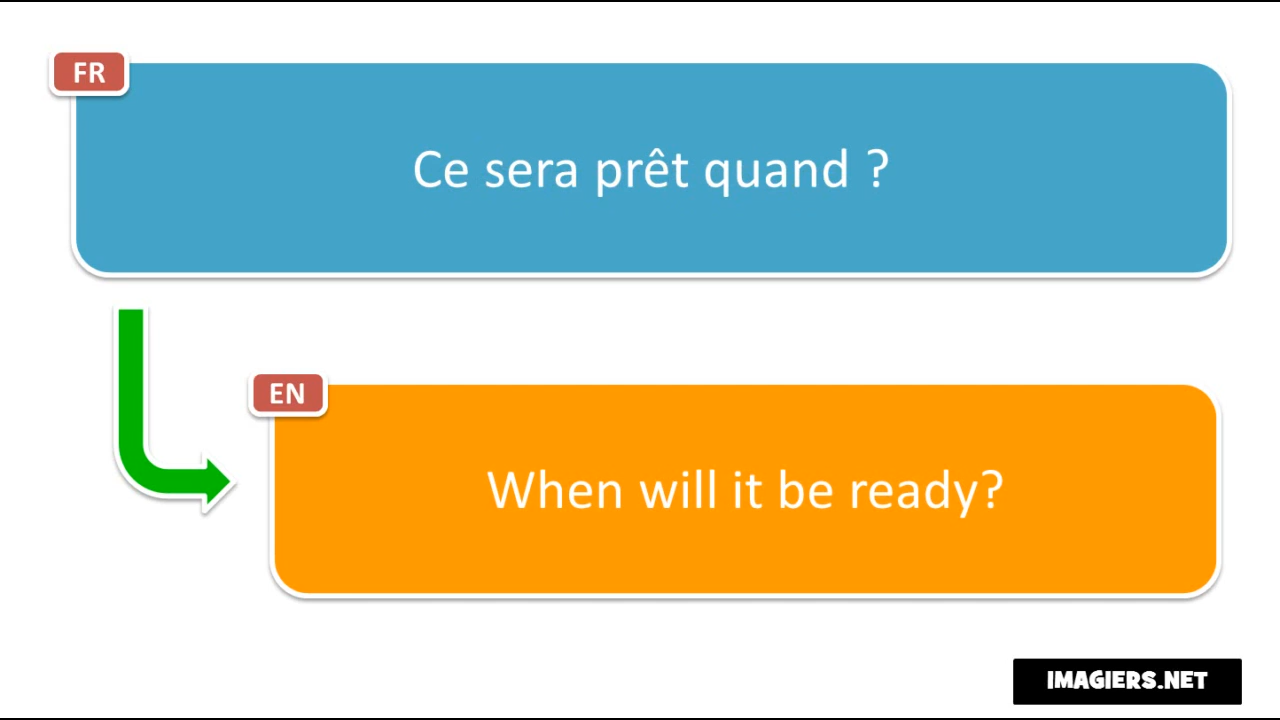 FR
Ce sera prêt quand ?
EN
When will it be ready?
IMAGIERS.NET